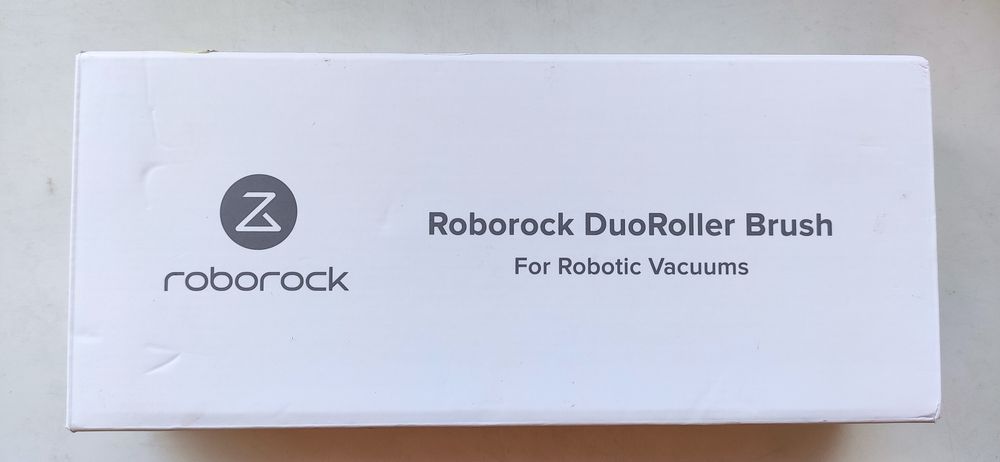 roborock
Roborock DuoRoller Brush
For Robotic Vacuums